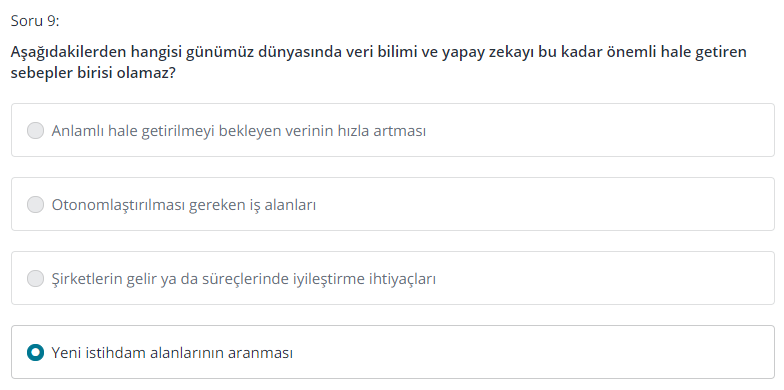 Soru 9:
Aşağıdakilerden hangisi günümüz dünyasında veri bilimi ve yapay zekayı bu kadar önemli hale getiren
sebepler birisi olamaz?
Anlamlı hale getirilmeyi bekleyen verinin hızla artması
Otonomlaştırılması gereken iş alanları
Şirketlerin gelir ya da süreçlerinde iyileştirme ihtiyaçları
Yeni istihdam alanlarının aranması